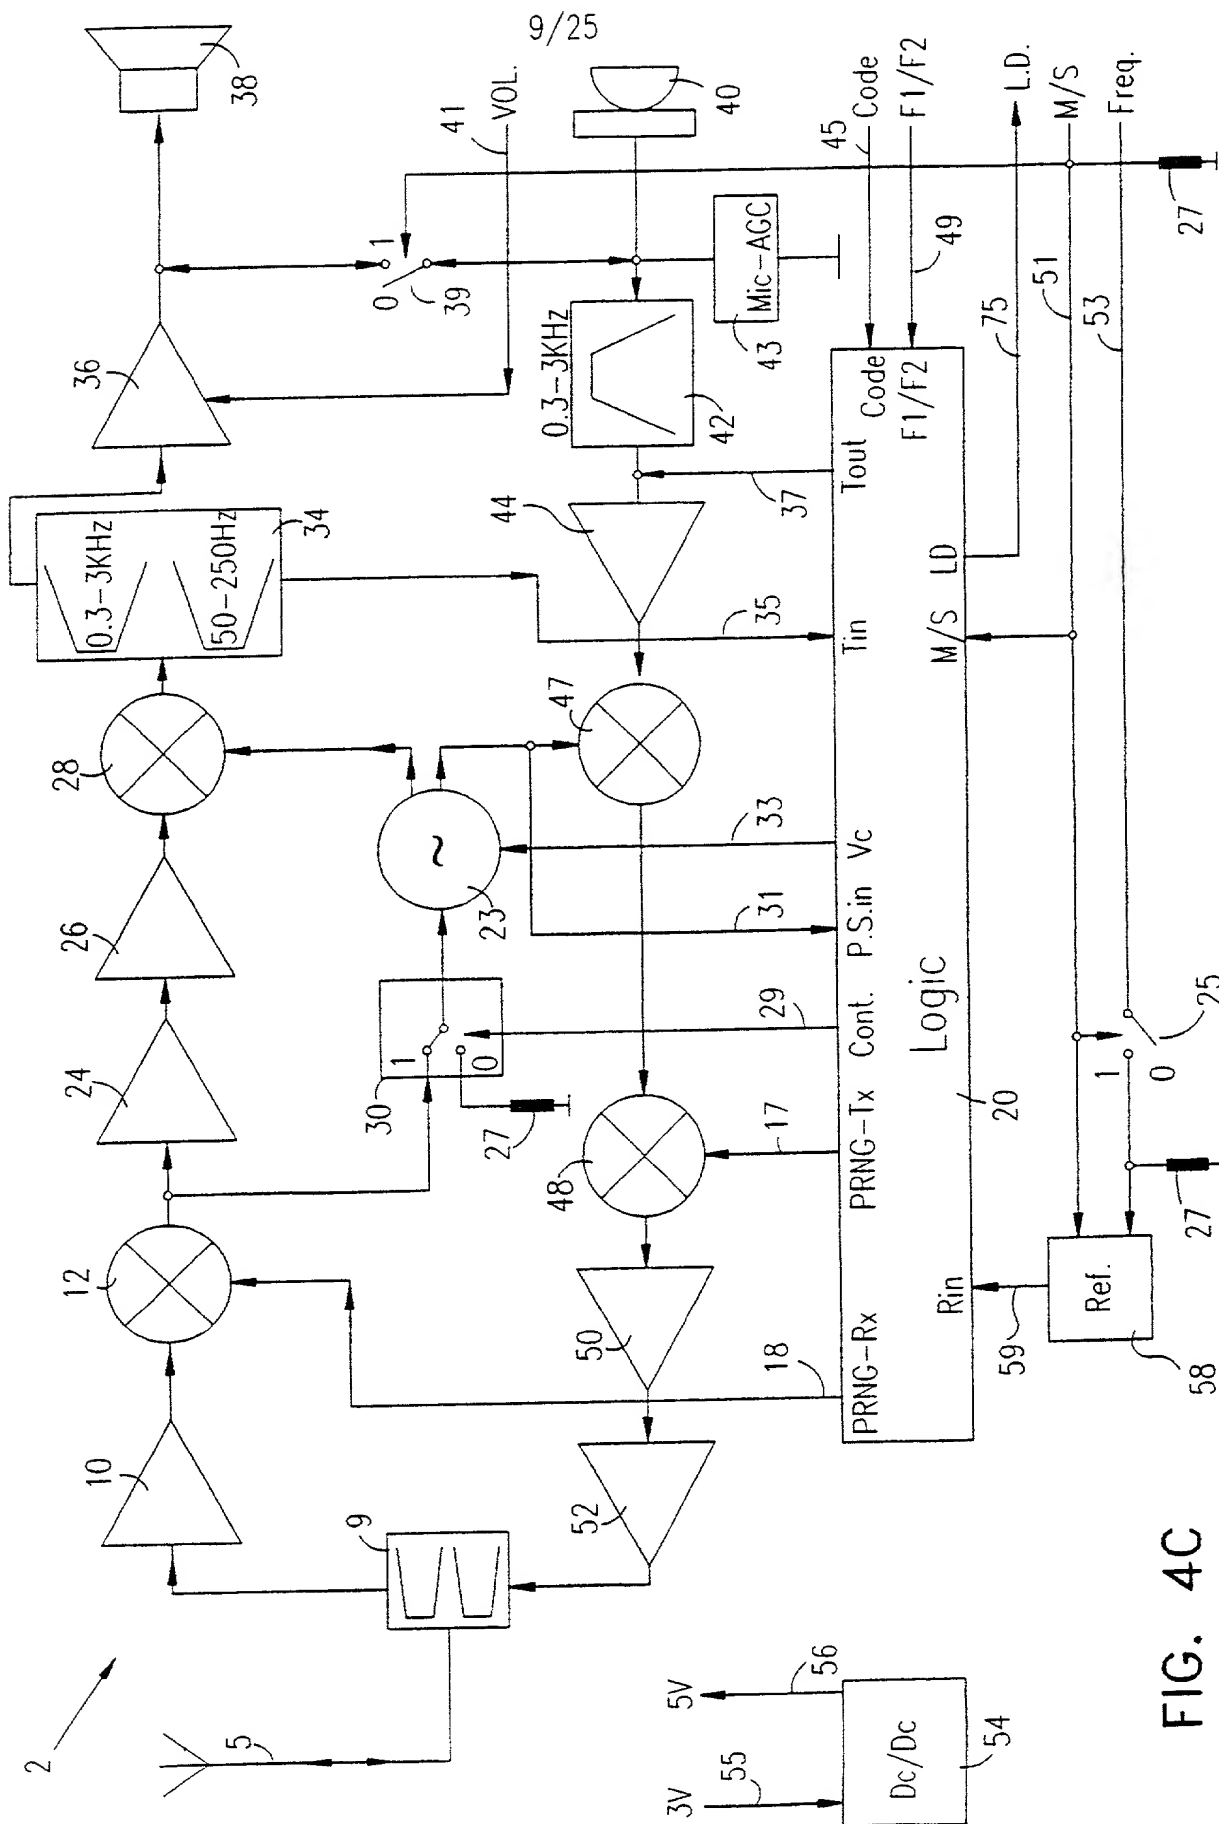 9/25
2
5
9
10
12
24
26
28
0.3-3KHz
50-250Hz
34
36
38
41
VOL.
1
0
39
40
0.3-3KHz
42
Mic-AGC
43
45
Code
F1/F2
49
44
37
35
47
~
23
33
31
1
0
30
27
29
48
17
18
50
52
PRNG-Rx
PRNG-Tx
Cont.
P.S.in
Vc
Tin
Tout
Code
F1/F2
Logic
20
Rin
M/S
LD
75
L.D.
51
M/S
53
Freq.
27
1
0
25
27
59
Ref.
58
3V
55
5V
56
Dc/Dc
54
FIG. 4C